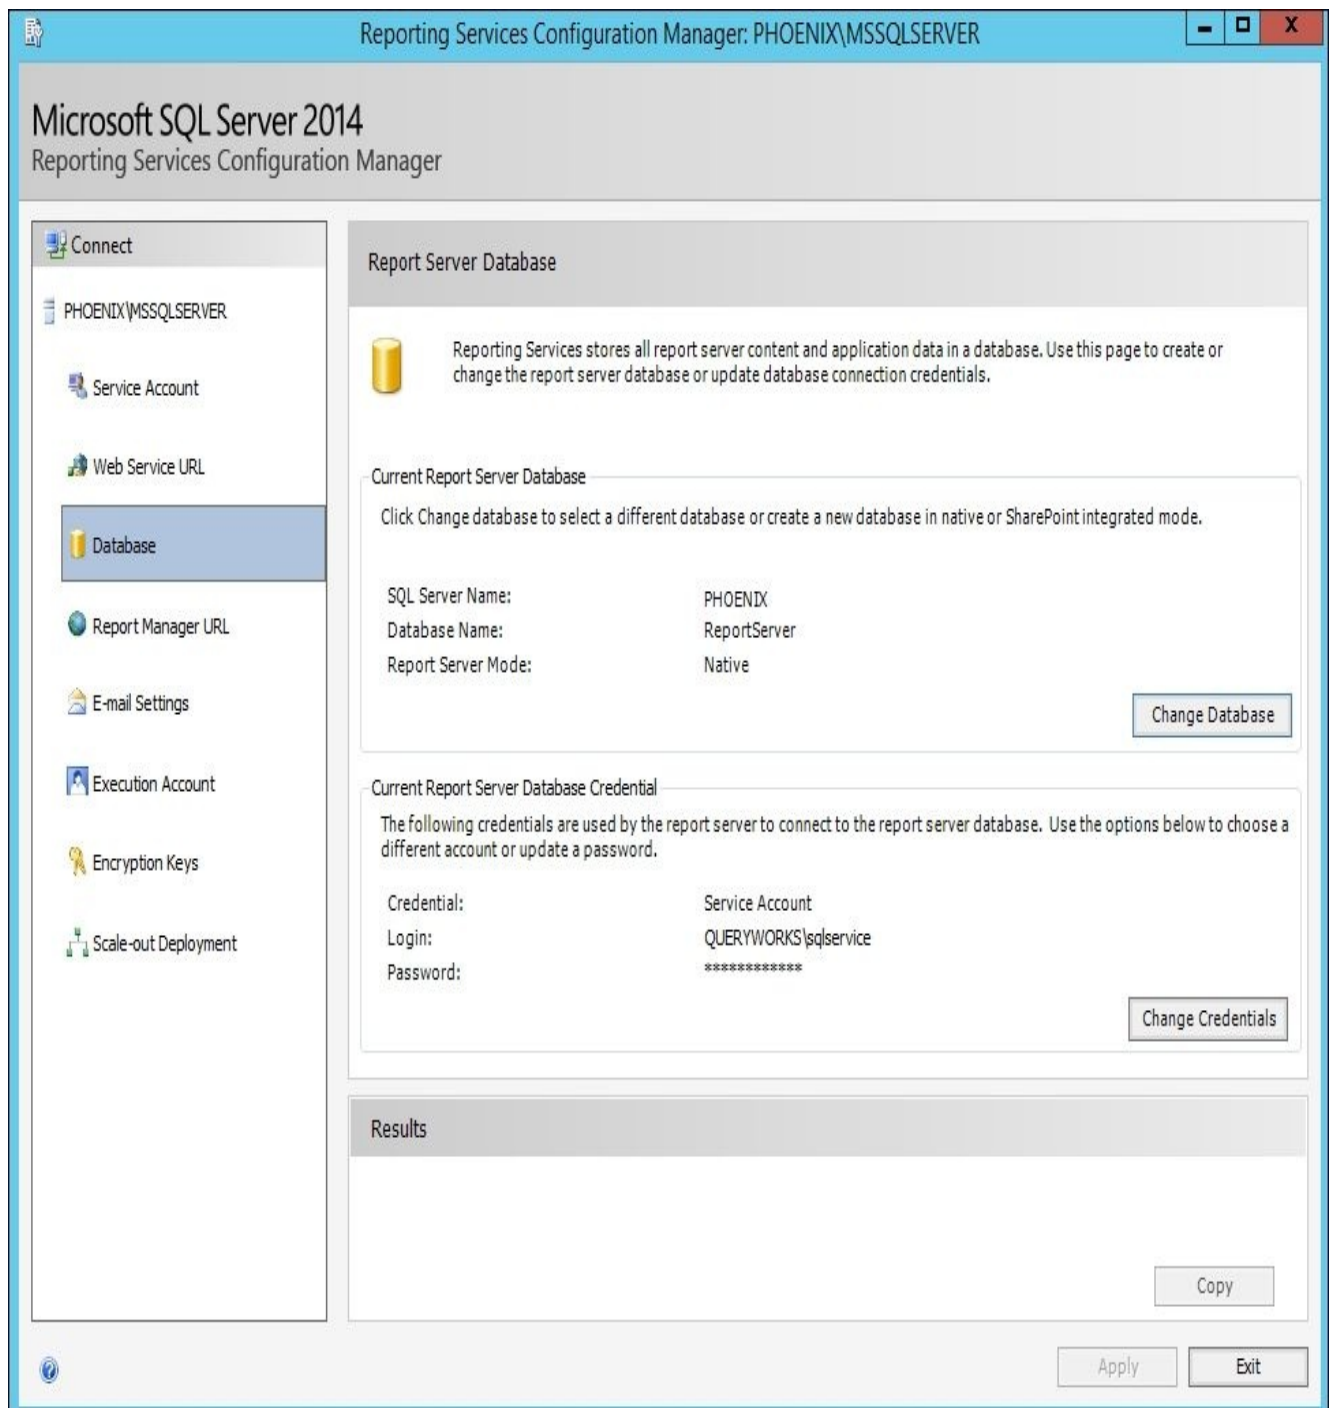 Reporting Services Configuration Manager: PHOENIX\MSSQLSERVER
X
Microsoft SQL Server 2014
Reporting Services Configuration Manager
Connect
PHOENIX\MSSQLSERVER
Service Account
Web Service URL
Database
Report Manager URL
E-mail Settings
Execution Account
Encryption Keys
Scale-out Deployment
Report Server Database
Reporting Services stores all report server content and application data in a database. Use this page to create or
change the report server database or update database connection credentials.
Current Report Server Database
Click Change database to select a different database or create a new database in native or SharePoint integrated mode.
SQL Server Name: PHOENIX
Database Name: ReportServer
Report Server Mode: Native
Change Database
Current Report Server Database Credential
The following credentials are used by the report server to connect to the report server database. Use the options below to choose a
different account or update a password.
Credential: Service Account
Login: QUERYWORKS\sqlservice
Password: ************
Change Credentials
Results
Copy
?
Apply
Exit